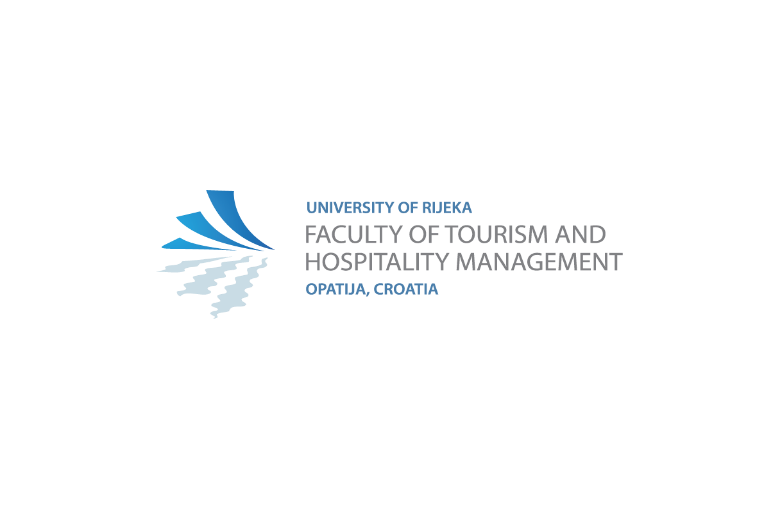 UNIVERSITY OF RIJEKA
FACULTY OF TOURISM AND
HOSPITALITY MANAGEMENT
OPATIJA, CROATIA